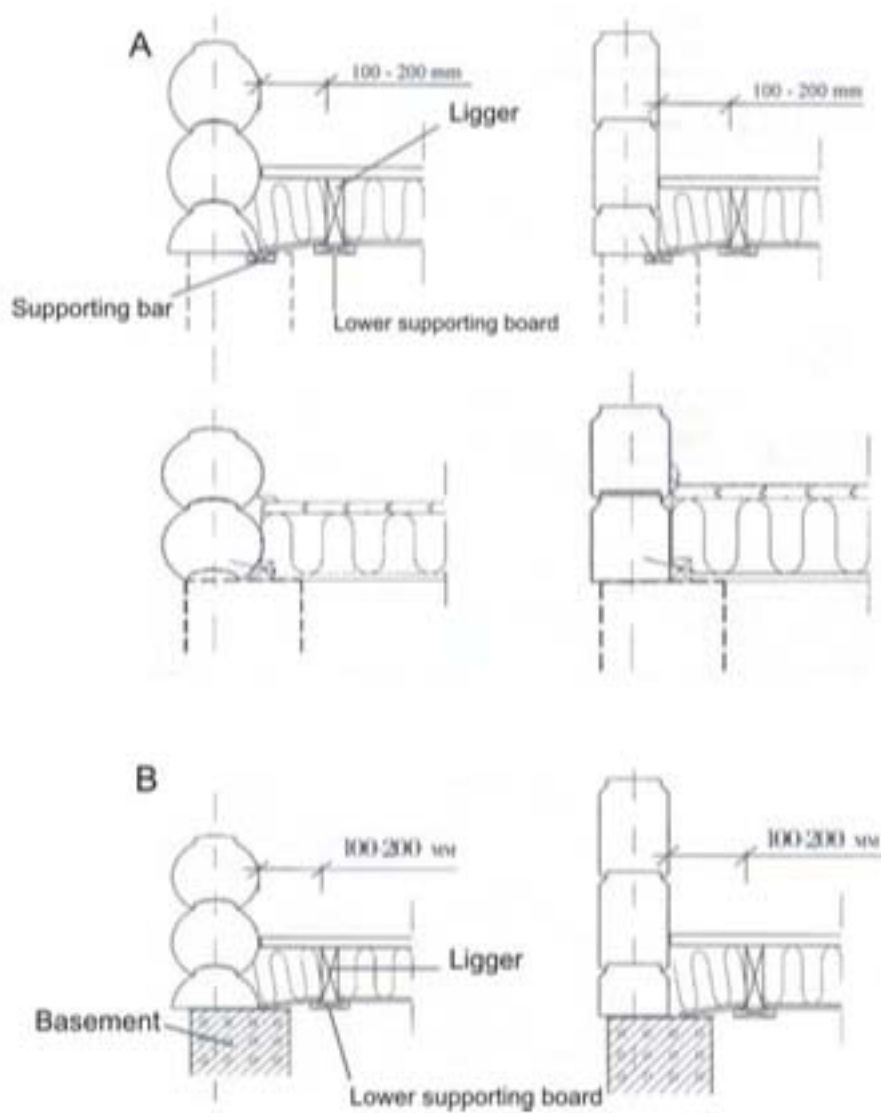 A
100 - 200 mm
100 - 200 mm
Ligger
Supporting bar
Lower supporting board
B
100-200 мм
100-200 мм
Ligger
Basement
Lower supporting board